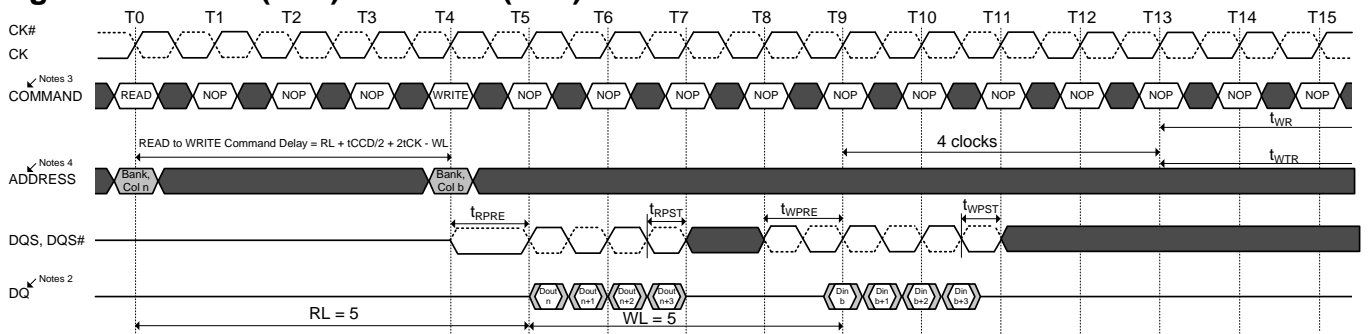 T0 T1 T2 T3 T4 T5 T6 T7 T8 T9 T10 T11 T12 T13 T14 T15
CK#
CK
Notes 3
COMMAND READ NOP NOP NOP WRITE NOP NOP NOP NOP NOP NOP NOP NOP NOP NOP NOP
tWR
READ to WRITE Command Delay = RL + tCCD/2 + 2tCK - WL
4 clocks
tWTR
Notes 4
ADDRESS
Bank, Col n
Bank, Col b
tRPRE tRPST tWPRE tWPST
DQS, DQS#
Notes 2
DQ
Dout n
Dout n+1
Dout n+2
Dout n+3
Din b
Din b+1
Din b+2
Din b+3
RL = 5 WL = 5